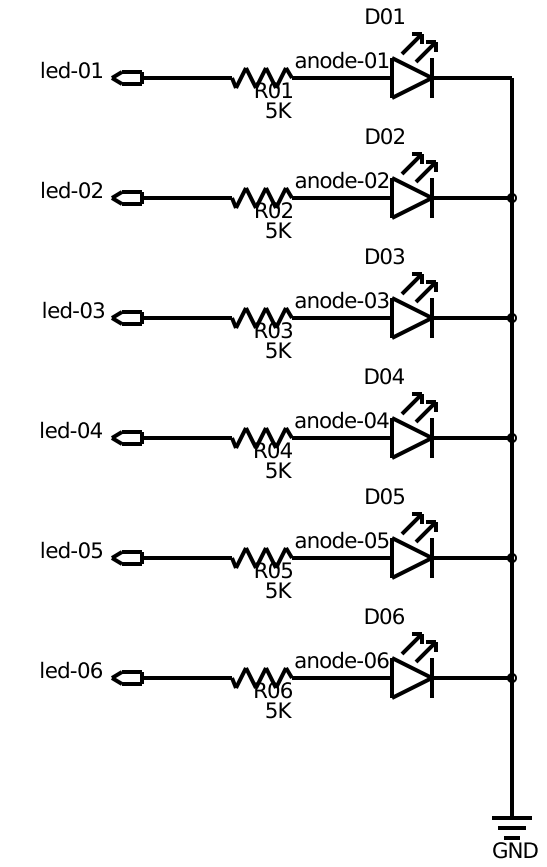 D01
led-01
anode-01
R01
5K
D02
led-02
anode-02
R02
5K
D03
led-03
anode-03
R03
5K
D04
led-04
anode-04
R04
5K
D05
led-05
anode-05
R05
5K
D06
led-06
anode-06
R06
5K
GND